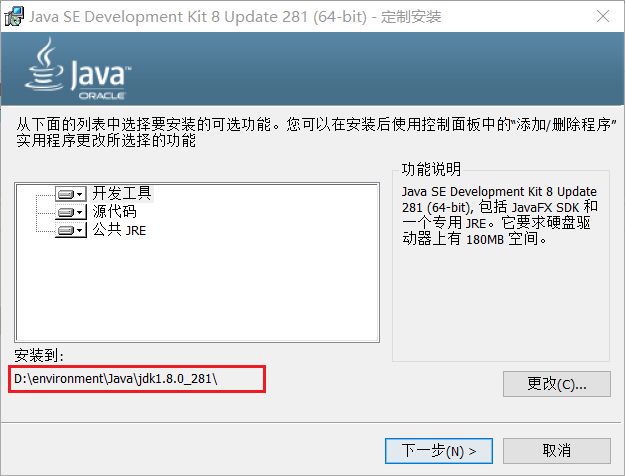 Java SE Development Kit 8 Update 281 (64-bit) - 定制安装
Java™
ORACLE
从下面的列表中选择要安装的可选功能。您可以在安装后使用控制面板中的“添加/删除程序”
实用程序更改所选择的功能
开发工具
源代码
公共 JRE
功能说明
Java SE Development Kit 8 Update
281 (64-bit), 包括 JavaFX SDK 和
一个专用 JRE。它要求硬盘驱
动器上有 180MB 空间。
安装到:
D:\environment\Java\jdk1.8.0_281\
更改(C)...
下一步(N) >
取消